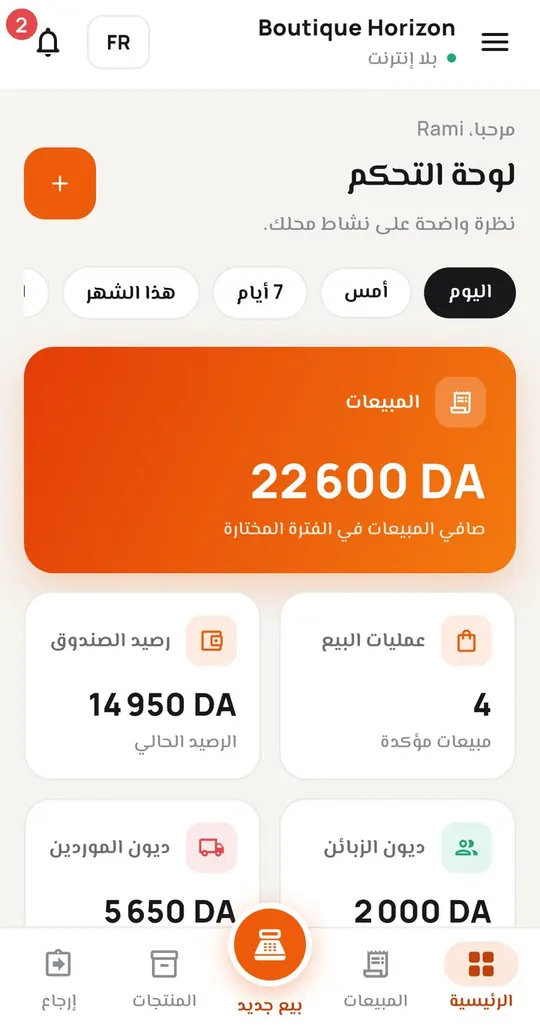 Boutique Horizon
بلا إنترنت
FR
2
مرحبا، Rami
لوحة التحكم
+
نظرة واضحة على نشاط محلك.
اليوم
أمس
7 أيام
هذا الشهر
المبيعات
22 600 DA
صافي المبيعات في الفترة المختارة
عمليات البيع
4
مبيعات مؤكدة
رصيد الصندوق
14 950 DA
الرصيد الحالي
ديون الزبائن
2 000 DA
ديون الموردين
5 650 DA
الرئيسية
المبيعات
بيع جديد
المنتجات
إرجاع